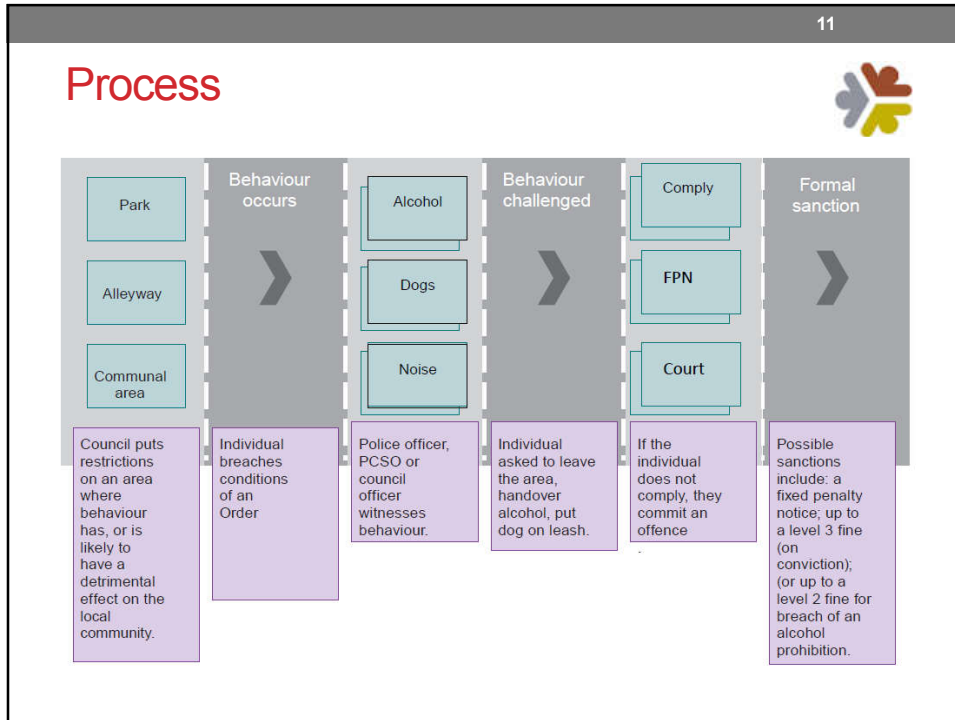 11
Process
Park
Alleyway
Communal
area
Council puts
restrictions
on an area
where
behaviour
has, or is
likely to
have a
detrimental
effect on the
local
community.
Behaviour
occurs
Individual
breaches
conditions
of an
Order
Alcohol
Dogs
Noise
Police officer,
PCSO or
council
officer
witnesses
behaviour.
Behaviour
challenged
Individual
asked to leave
the area,
handover
alcohol, put
dog on leash.
Comply
FPN
Court
If the
individual
does not
comply, they
commit an
offence
.
Formal
sanction
Possible
sanctions
include: a
fixed penalty
notice; up to
a level 3 fine
(on
conviction);
(or up to a
level 2 fine for
breach of an
alcohol
prohibition.